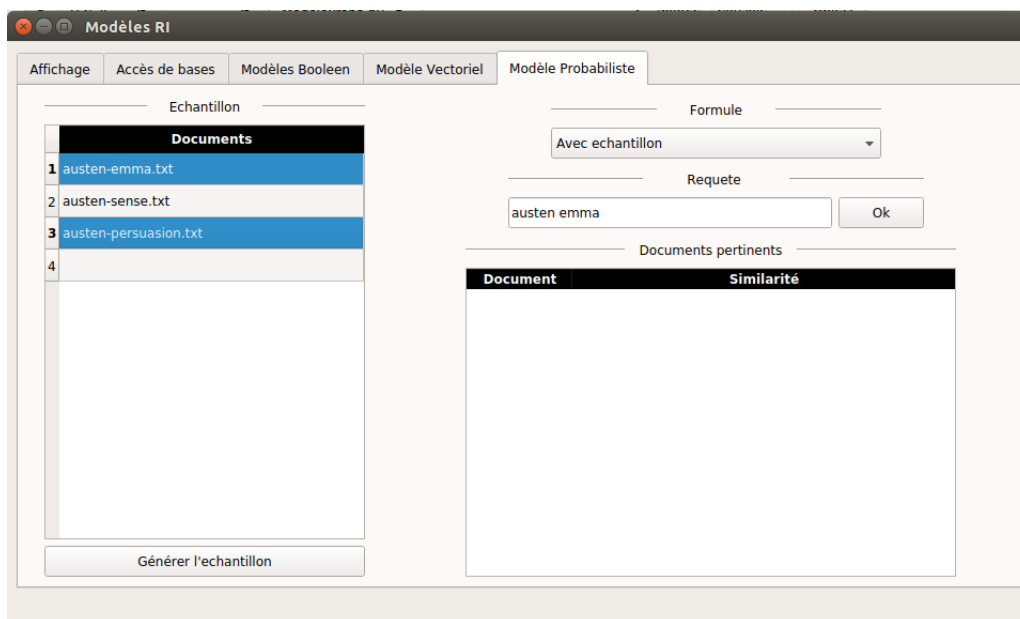 Modèles RI
Affichage Accès de bases Modèles Booleen Modèle Vectoriel Modèle Probabiliste
Echantillon
Documents
1 austen-emma.txt
2 austen-sense.txt
3 austen-persuasion.txt
4
Générer l'echantillon
Formule
Avec echantillon
Requete
austen emma Ok
Documents pertinents
Document Similarité